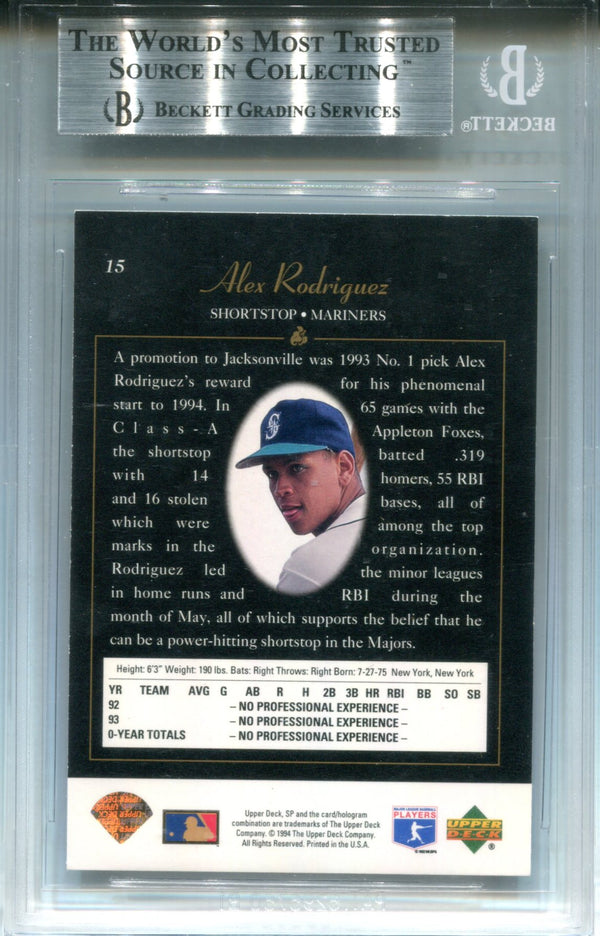 THE WORLD'S MOST TRUSTED
SOURCE IN COLLECTING™
B BECKETT GRADING SERVICES
B
BECKETT®
15
Alex Rodriguez
SHORTSTOP • MARINERS
A promotion to Jacksonville was 1993 No. 1 pick Alex
Rodriguez's reward for his phenomenal
start to 1994. In 65 games with the
Class-A Appleton Foxes,
the shortstop batted .319
with 14 homers, 55 RBI
and 16 stolen bases, all of
which were among the top
marks in the organization.
Rodriguez led the minor leagues
in home runs and RBI during the
month of May, all of which supports the belief that he
can be a power-hitting shortstop in the Majors.
Height: 6'3" Weight: 190 lbs. Bats: Right Throws: Right Born: 7-27-75 New York, New York
YR TEAM AVG G AB R H 2B 3B HR RBI BB SO SB
92 – NO PROFESSIONAL EXPERIENCE –
93 – NO PROFESSIONAL EXPERIENCE –
0-YEAR TOTALS – NO PROFESSIONAL EXPERIENCE –
Upper Deck, SP and the card/hologram
combination are trademarks of The Upper Deck
Company. © 1994 The Upper Deck Company.
All Rights Reserved. Printed in the U.S.A.
MAJOR LEAGUE BASEBALL
PLAYERS
© MLBPA
UPPER
DECK
®